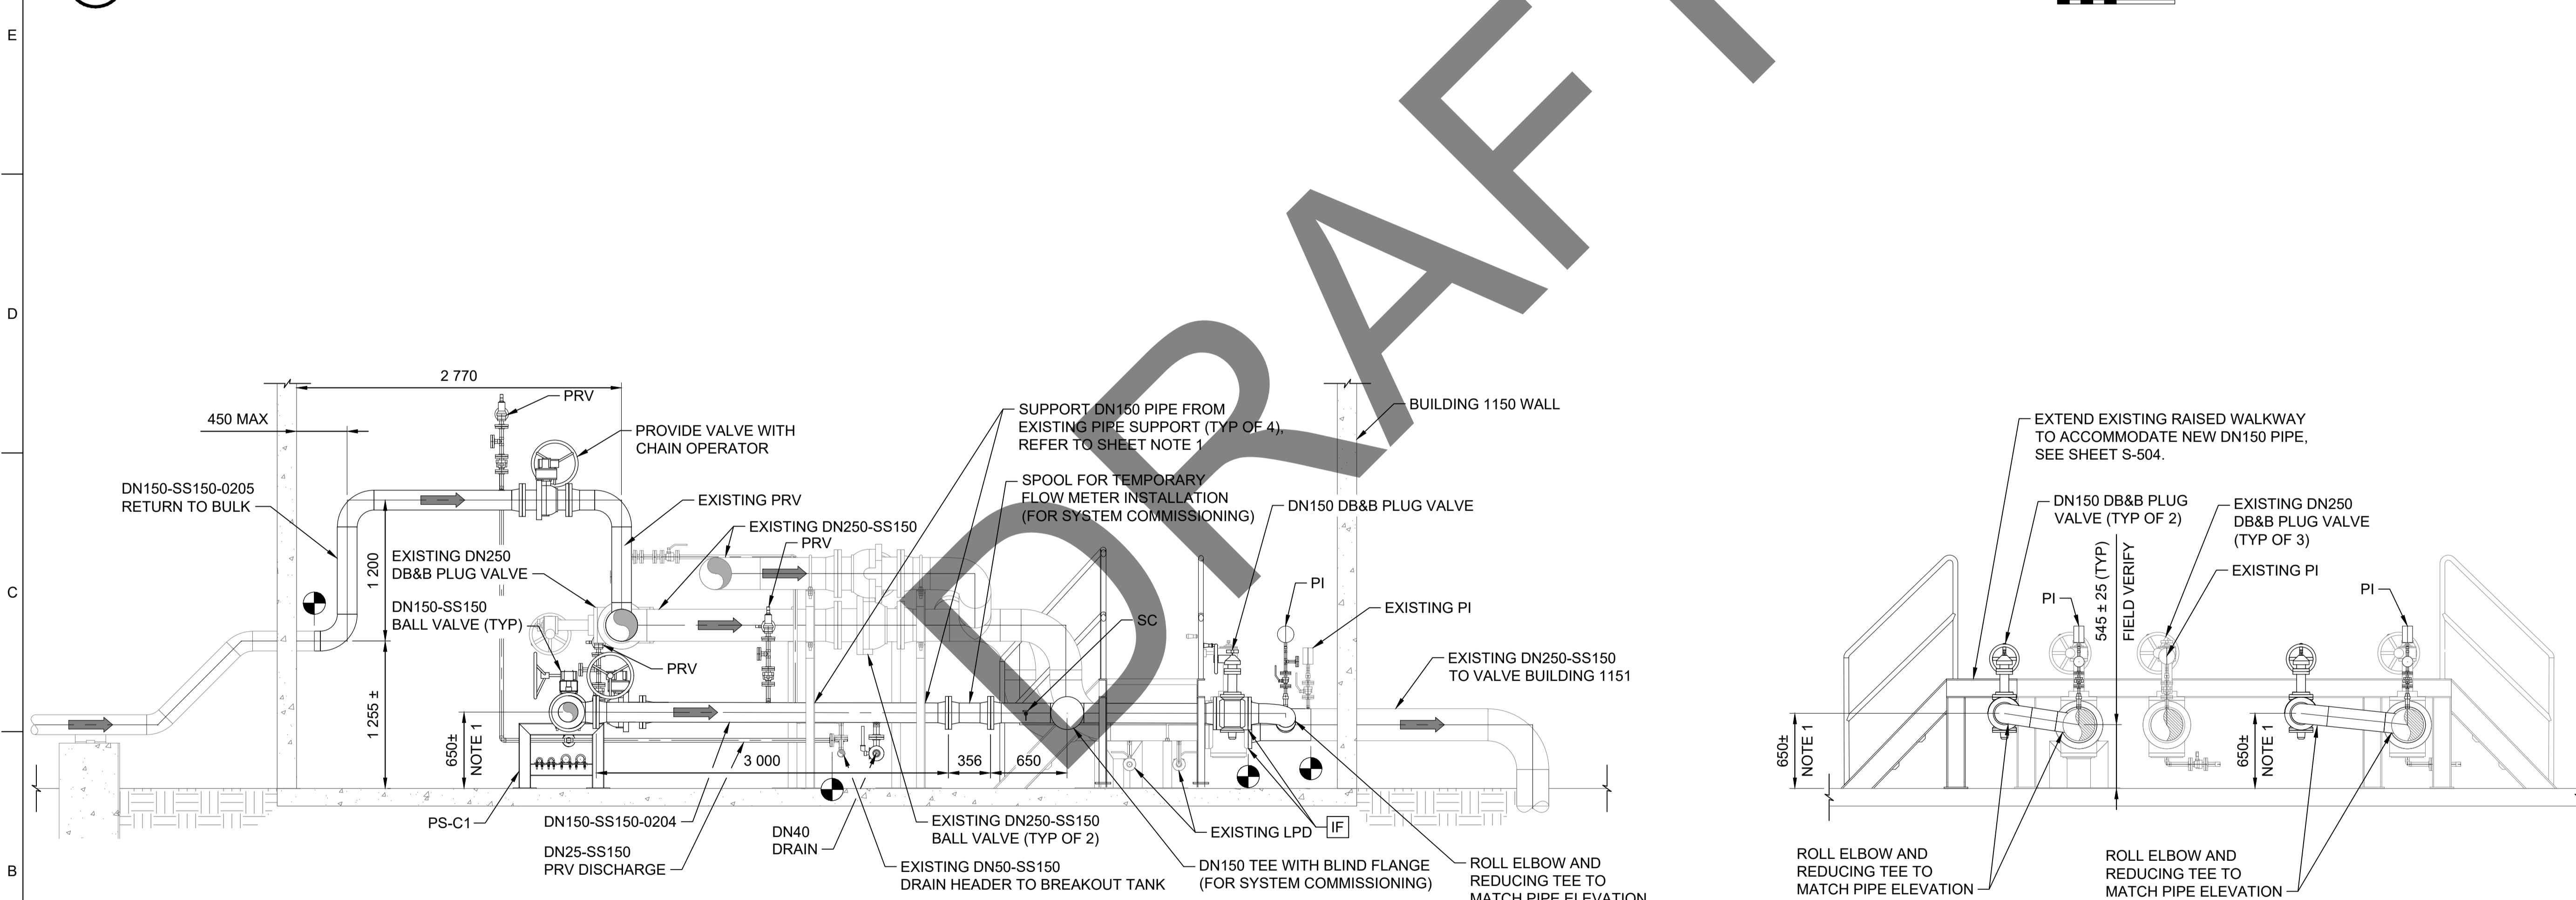 E
D
C
B
DRAFT
2 770
450 MAX
PRV
PROVIDE VALVE WITH
CHAIN OPERATOR
DN150-SS150-0205
RETURN TO BULK
EXISTING PRV
EXISTING DN250-SS150
PRV
EXISTING DN250
DB&B PLUG VALVE
DN150-SS150
BALL VALVE (TYP)
1 200
1 255 ±
650±
NOTE 1
PRV
SUPPORT DN150 PIPE FROM
EXISTING PIPE SUPPORT (TYP OF 4),
REFER TO SHEET NOTE 1
SPOOL FOR TEMPORARY
FLOW METER INSTALLATION
(FOR SYSTEM COMMISSIONING)
BUILDING 1150 WALL
DN150 DB&B PLUG VALVE
PI
EXISTING PI
SC
EXISTING DN250-SS150
TO VALVE BUILDING 1151
3 000
356
650
PS-C1
DN150-SS150-0204
DN25-SS150
PRV DISCHARGE
DN40
DRAIN
EXISTING DN250-SS150
BALL VALVE (TYP OF 2)
EXISTING DN50-SS150
DRAIN HEADER TO BREAKOUT TANK
EXISTING LPD
IF
DN150 TEE WITH BLIND FLANGE
(FOR SYSTEM COMMISSIONING)
ROLL ELBOW AND
REDUCING TEE TO
MATCH PIPE ELEVATION
EXTEND EXISTING RAISED WALKWAY
TO ACCOMMODATE NEW DN150 PIPE,
SEE SHEET S-504.
DN150 DB&B PLUG
VALVE (TYP OF 2)
EXISTING DN250
DB&B PLUG VALVE
(TYP OF 3)
EXISTING PI
PI
PI
545 ± 25 (TYP)
FIELD VERIFY
650±
NOTE 1
650±
NOTE 1
ROLL ELBOW AND
REDUCING TEE TO
MATCH PIPE ELEVATION
ROLL ELBOW AND
REDUCING TEE TO
MATCH PIPE ELEVATION